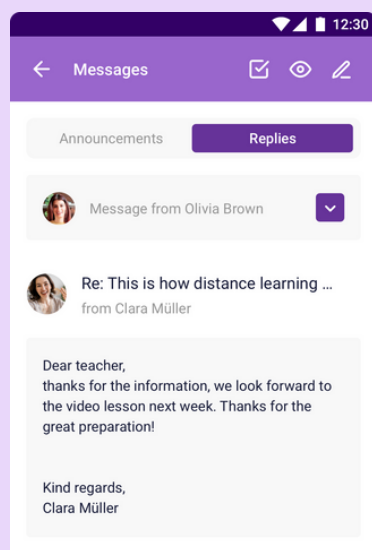 12:30
Messages
Announcements
Replies
Message from Olivia Brown
Re: This is how distance learning ...
from Clara Müller
Dear teacher,
thanks for the information, we look forward to
the video lesson next week. Thanks for the
great preparation!
Kind regards,
Clara Müller